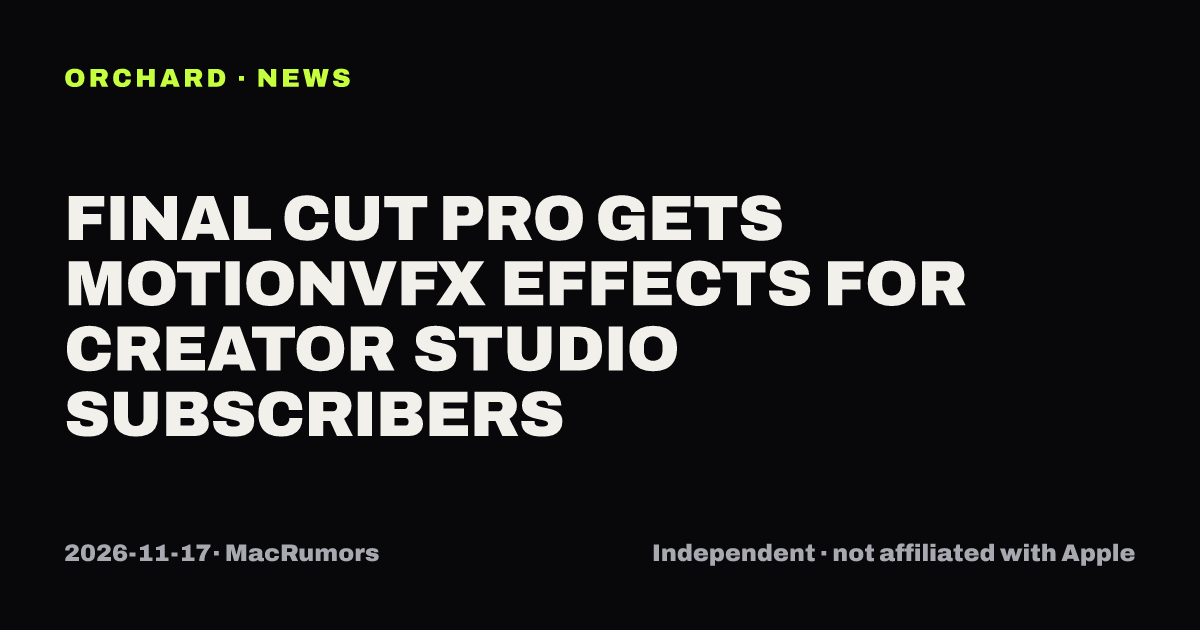 ORCHARD · NEWS
FINAL CUT PRO GETS
MOTIONVFX EFFECTS FOR
CREATOR STUDIO
SUBSCRIBERS
2026-11-17· MacRumors
Independent · not affiliated with Apple